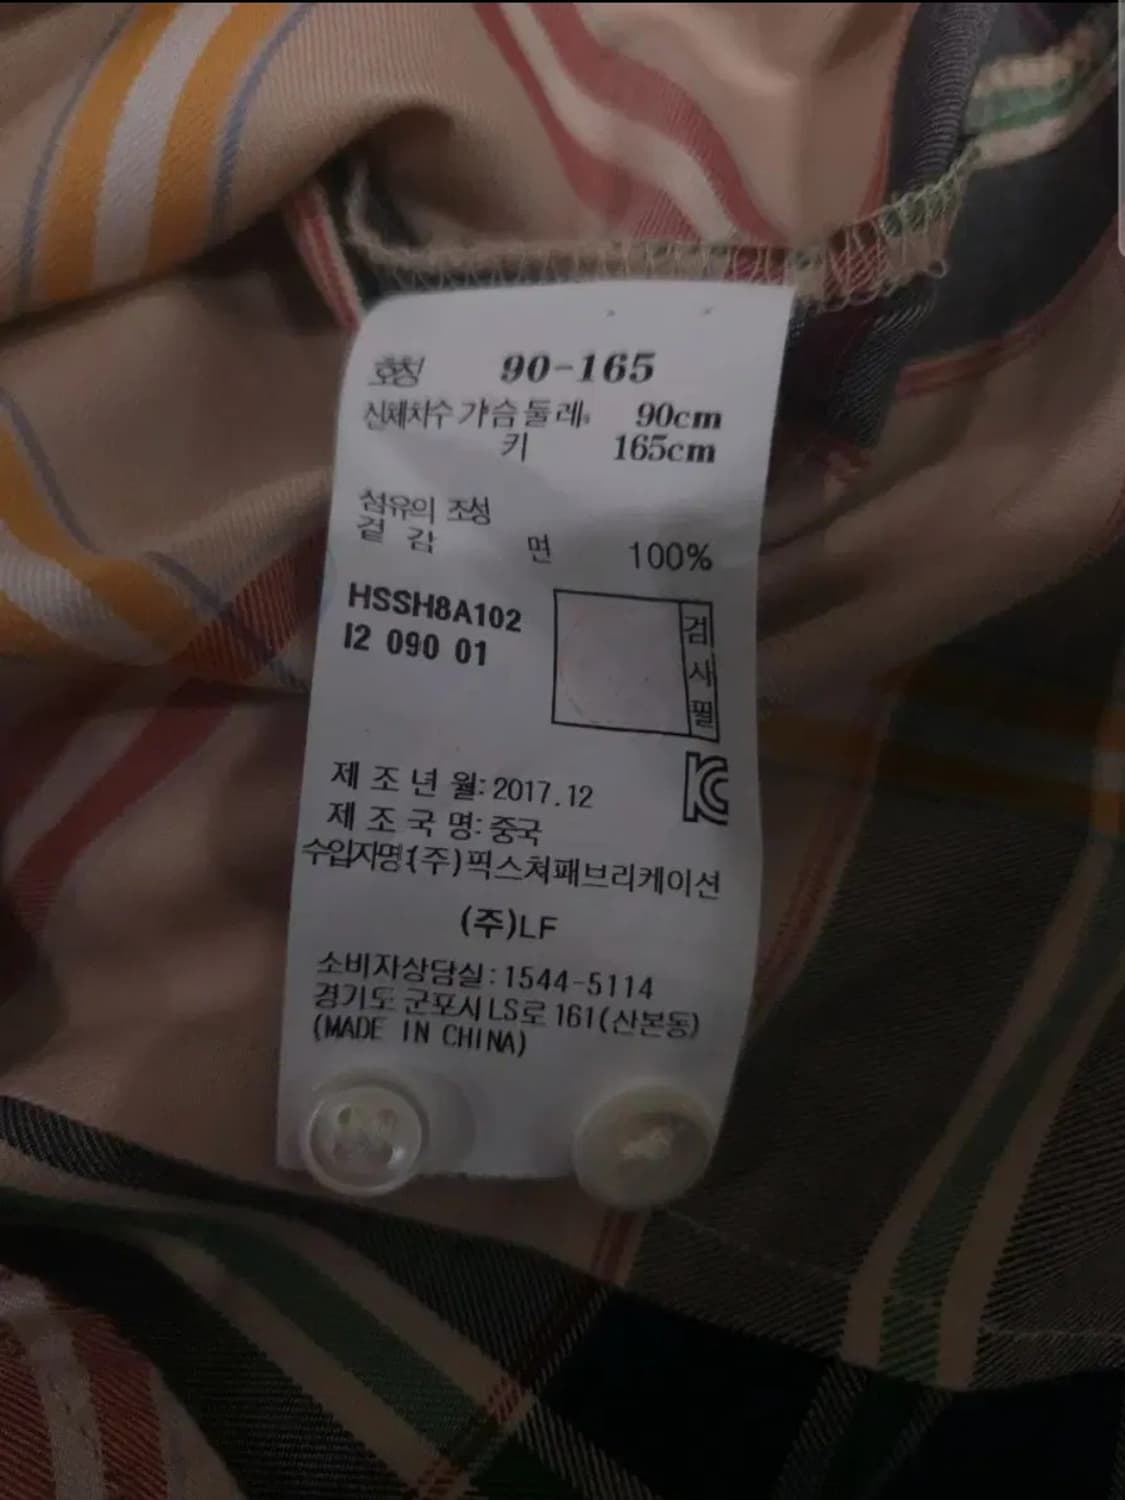 호칭 90-165
신체치수 가슴둘레: 90cm
키 165cm
섬유의 조성
겉감 면 100%
HSSH8A102
I2 090 01
검사필
제조년월: 2017.12
제조국명: 중국
수입자명:(주)픽스쳐패브리케이션
(주)LF
소비자상담실: 1544-5114
경기도 군포시 LS로 161(산본동)
(MADE IN CHINA)